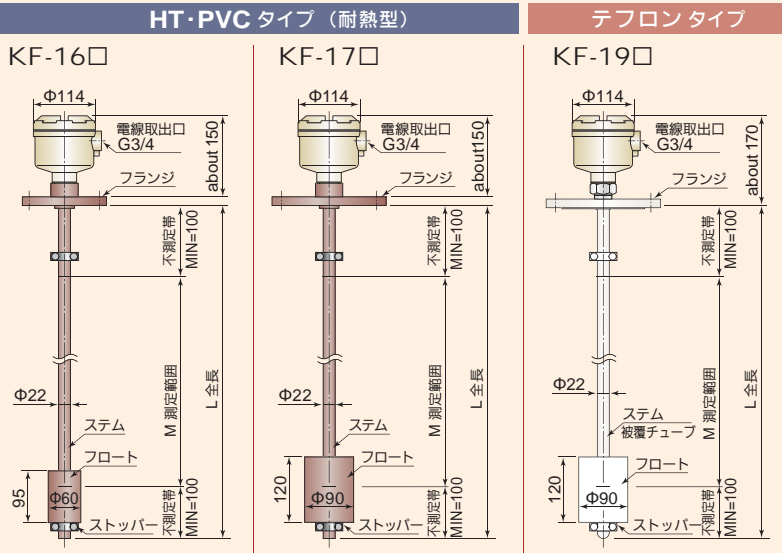 HT・PVC タイプ（耐熱型）
テフロン タイプ
KF-16□
Φ114
電線取出口
G3/4
about 150
フランジ
不測定帯
MIN=100
M 測定範囲
L 全長
Φ22
ステム
フロート
95
Φ60
不測定帯
MIN=100
ストッパー
KF-17□
Φ114
電線取出口
G3/4
about150
フランジ
不測定帯
MIN=100
M 測定範囲
L 全長
Φ22
ステム
フロート
120
Φ90
不測定帯
MIN=100
ストッパー
KF-19□
Φ114
電線取出口
G3/4
about 170
フランジ
不測定帯
MIN=100
M 測定範囲
L 全長
Φ22
ステム
被覆チューブ
フロート
120
Φ90
不測定帯
MIN=100
ストッパー